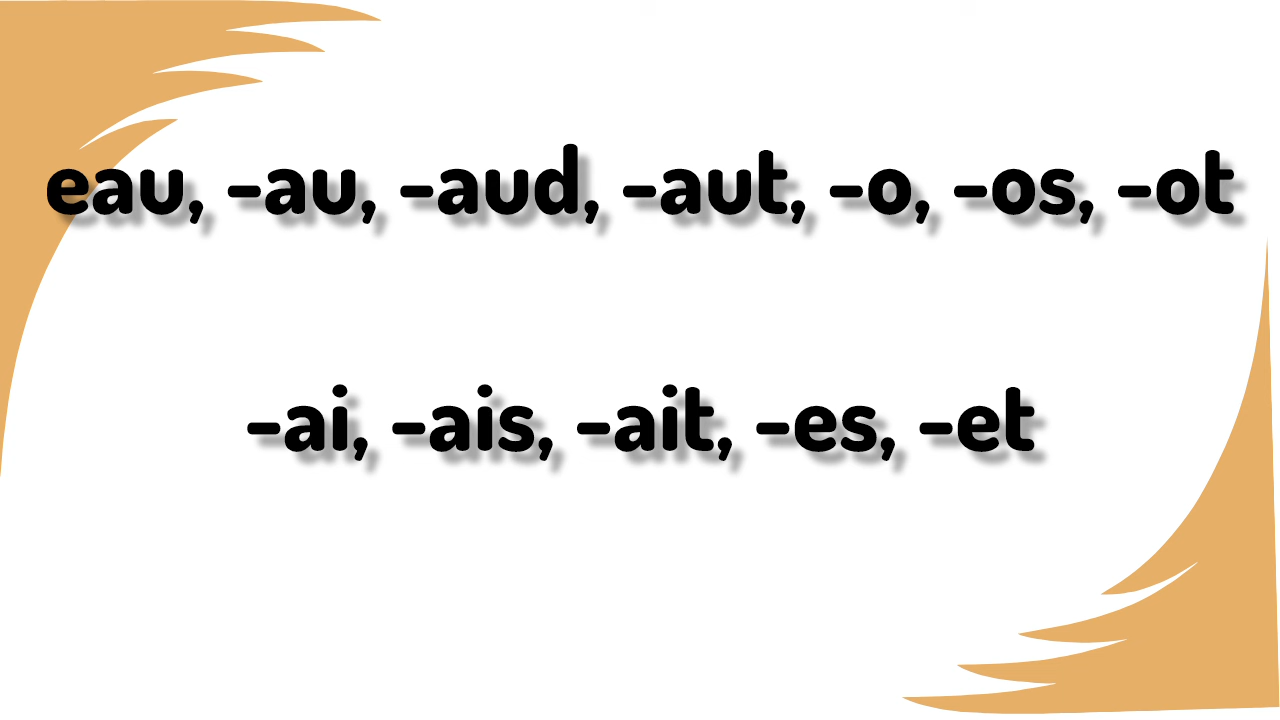 eau, -au, -aud, -aut, -o, -os, -ot
-ai, -ais, -ait, -es, -et